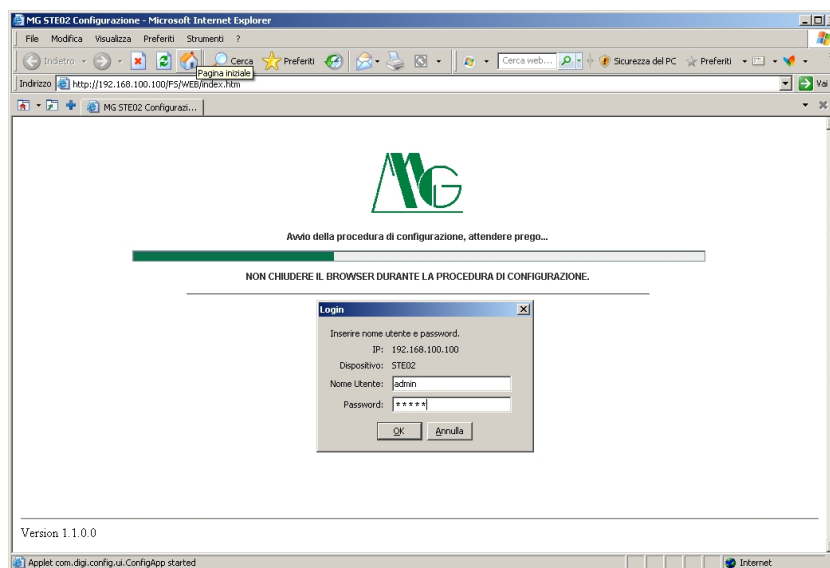 MG STE02 Configurazione - Microsoft Internet Explorer
File Modifica Visualizza Preferiti Strumenti ?
Indietro Cerca Preferiti Cerca web... Sicurezza del PC Preferiti
Pagina iniziale
Indirizzo http://192.168.100.100/FS/WEB/index.htm Vai
MG STE02 Configurazi...
MG
Avvio della procedura di configurazione, attendere prego...
NON CHIUDERE IL BROWSER DURANTE LA PROCEDURA DI CONFIGURAZIONE.
Login
Inserire nome utente e password.
IP: 192.168.100.100
Dispositivo: STE02
Nome Utente: admin
Password: *****
OK Annulla
Version 1.1.0.0
Applet com.digi.config.ui.ConfigApp started Internet